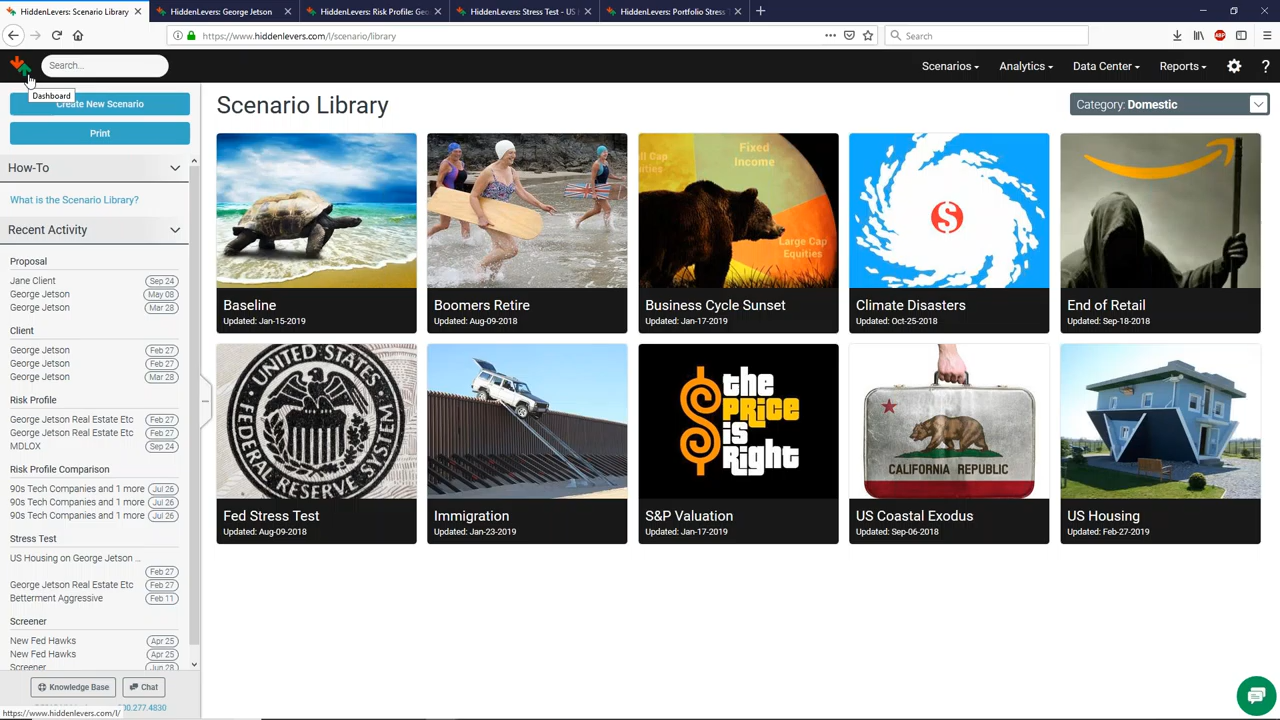 HiddenLevers: Scenario Library
HiddenLevers: George Jetson
HiddenLevers: Risk Profile: Ge
HiddenLevers: Stress Test - US
HiddenLevers: Portfolio Stress
https://www.hiddenlevers.com/l/scenario/library
Search
Search...
Scenarios
Analytics
Data Center
Reports
?
Dashboard
Create New Scenario
Print
How-To
What is the Scenario Library?
Recent Activity
Proposal
Jane Client Sep 24
George Jetson May 08
George Jetson Mar 28
Client
George Jetson Feb 27
George Jetson Feb 27
George Jetson Mar 28
Risk Profile
George Jetson Real Estate Etc Feb 27
George Jetson Real Estate Etc Feb 27
MDLOX Sep 24
Risk Profile Comparison
90s Tech Companies and 1 more Jul 26
90s Tech Companies and 1 more Jul 26
90s Tech Companies and 1 more Jul 26
Stress Test
US Housing on George Jetson ...
Feb 27
George Jetson Real Estate Etc Feb 27
Betterment Aggressive Feb 11
Screener
New Fed Hawks Apr 25
New Fed Hawks Apr 25
Screener Jun 28
Knowledge Base
Chat
00.277.4830
https://www.hiddenlevers.com/l/
Scenario Library
Category: Domestic
Baseline
Updated: Jan-15-2019
Boomers Retire
Updated: Aug-09-2018
Fixed
Income
all Cap
uities
Large Cap
Equities
Business Cycle Sunset
Updated: Jan-17-2019
$
Climate Disasters
Updated: Oct-25-2018
End of Retail
Updated: Sep-18-2018
UNITED STATES
FEDERAL RESERVE SYSTEM
Fed Stress Test
Updated: Aug-09-2018
Immigration
Updated: Jan-23-2019
$ the
PRICE
is
Right
S&P Valuation
Updated: Jan-17-2019
CALIFORNIA REPUBLIC
US Coastal Exodus
Updated: Sep-06-2018
US Housing
Updated: Feb-27-2019